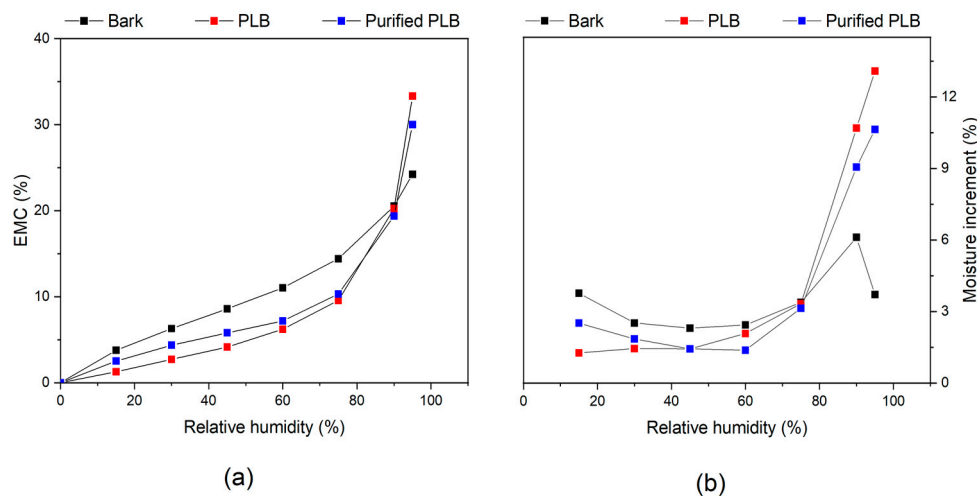 Bark PLB Purified PLB
40
30
20
10
0
EMC (%)
0 20 40 60 80 100
Relative humidity (%)
(a)
Bark PLB Purified PLB
12
9
6
3
0
Moisture increment (%)
0 20 40 60 80 100
Relative humidity (%)
(b)